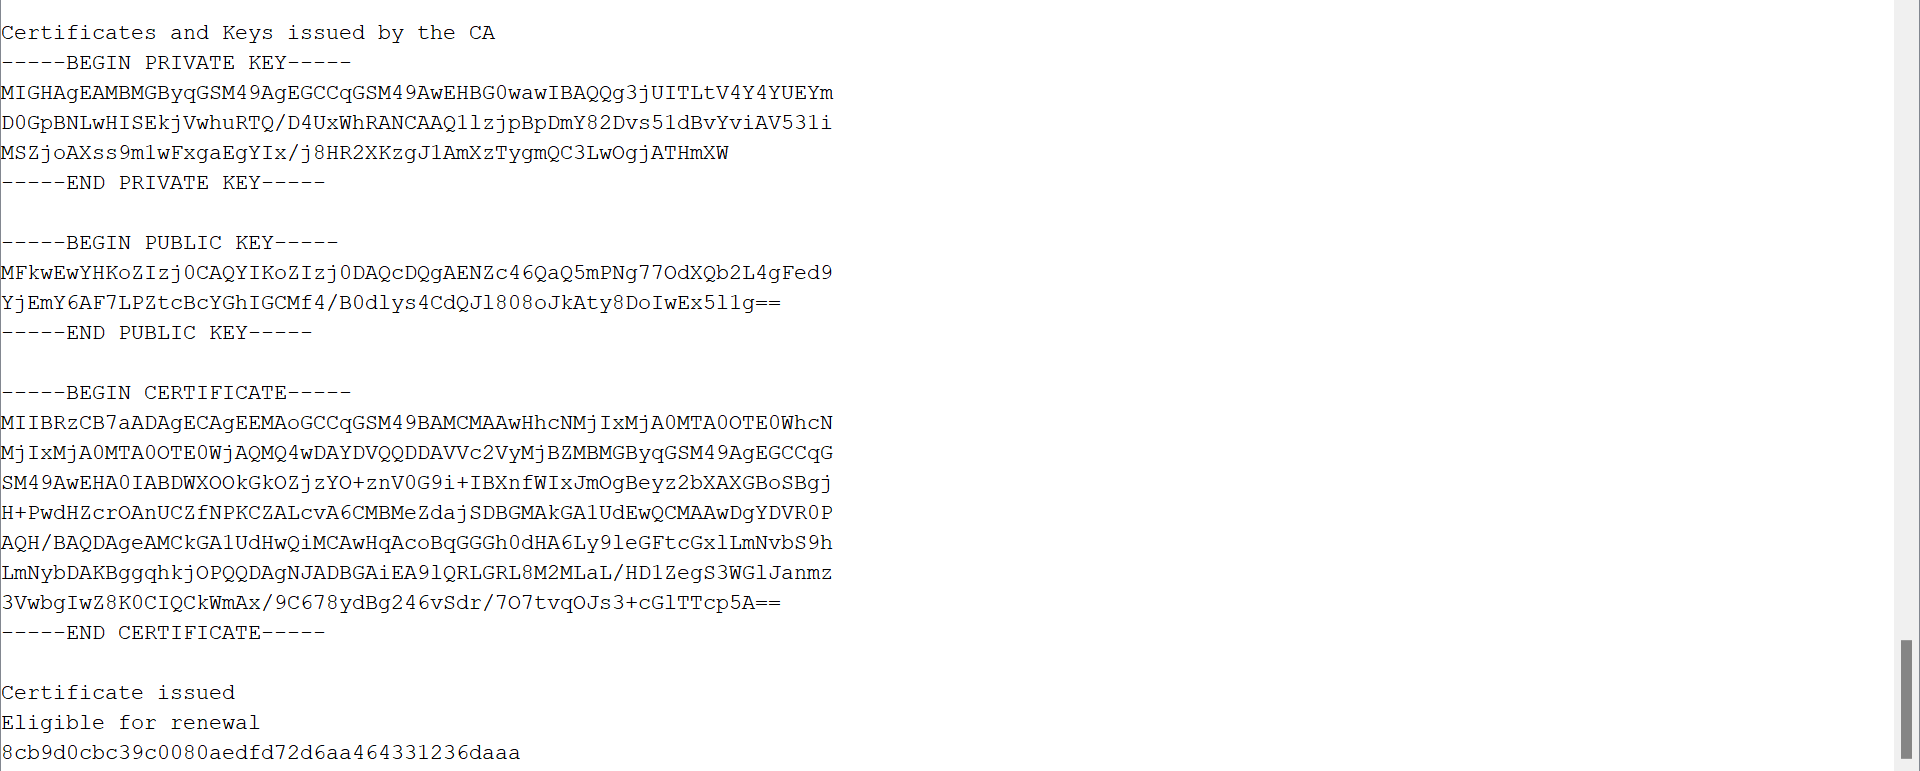 Certificates and Keys issued by the CA
-----BEGIN PRIVATE KEY-----
MIGHAgEAMBMGByqGSM49AgEGCCqGSM49AwEHBG0wawIBAQQg3jUITLtV4Y4YUEYm
D0GpBNLwHISEkjVwhuRTQ/D4UxWhRANCAAQ1lzjpBpDmY82Dvs51dBvYviAV531i
MSZjoAXss9m1wFxgaEgYIx/j8HR2XKzgJ1AmXzTygmQC3LwOgjATHmXW
-----END PRIVATE KEY-----
-----BEGIN PUBLIC KEY-----
MFkwEwYHKoZIzj0CAQYIKoZIzj0DAQcDQgAENZc46QaQ5mPNg77OdXQb2L4gFed9
YjEmY6AF7LPZtcBcYGhIGCMf4/B0dlys4CdQJl808oJkAty8DoIwEx5l1g==
-----END PUBLIC KEY-----
-----BEGIN CERTIFICATE-----
MIIBRzCB7aADAgECAgEEMAoGCCqGSM49BAMCMAAwHhcNMjIxMjA0MTA0OTE0WhcN
MjIxMjA0MTA0OTE0WjAQMQ4wDAYDVQQDDAVVc2VyMjBZMBMGByqGSM49AgEGCCqG
SM49AwEHA0IABDWXOOkGkOZjzYO+znV0G9i+IBXnfWIxJmOgBeyz2bXAXGBoSBgj
H+PwdHZcrOAnUCZfNPKCZALcvA6CMBMeZdajSDBGMAkGA1UdEwQCMAAwDgYDVR0P
AQH/BAQDAgeAMCkGA1UdHwQiMCAwHqAcoBqGGGh0dHA6Ly9leGFtcGxlLmNvbS9h
LmNybDAKBggqhkjOPQQDAgNJADBGAiEA9lQRLGRL8M2MLaL/HD1ZegS3WGlJanmz
3VwbgIwZ8K0CIQCkWmAx/9C678ydBg246vSdr/7O7tvqOJs3+cGlTTcp5A==
-----END CERTIFICATE-----
Certificate issued
Eligible for renewal
8cb9d0cbc39c0080aedfd72d6aa464331236daaa